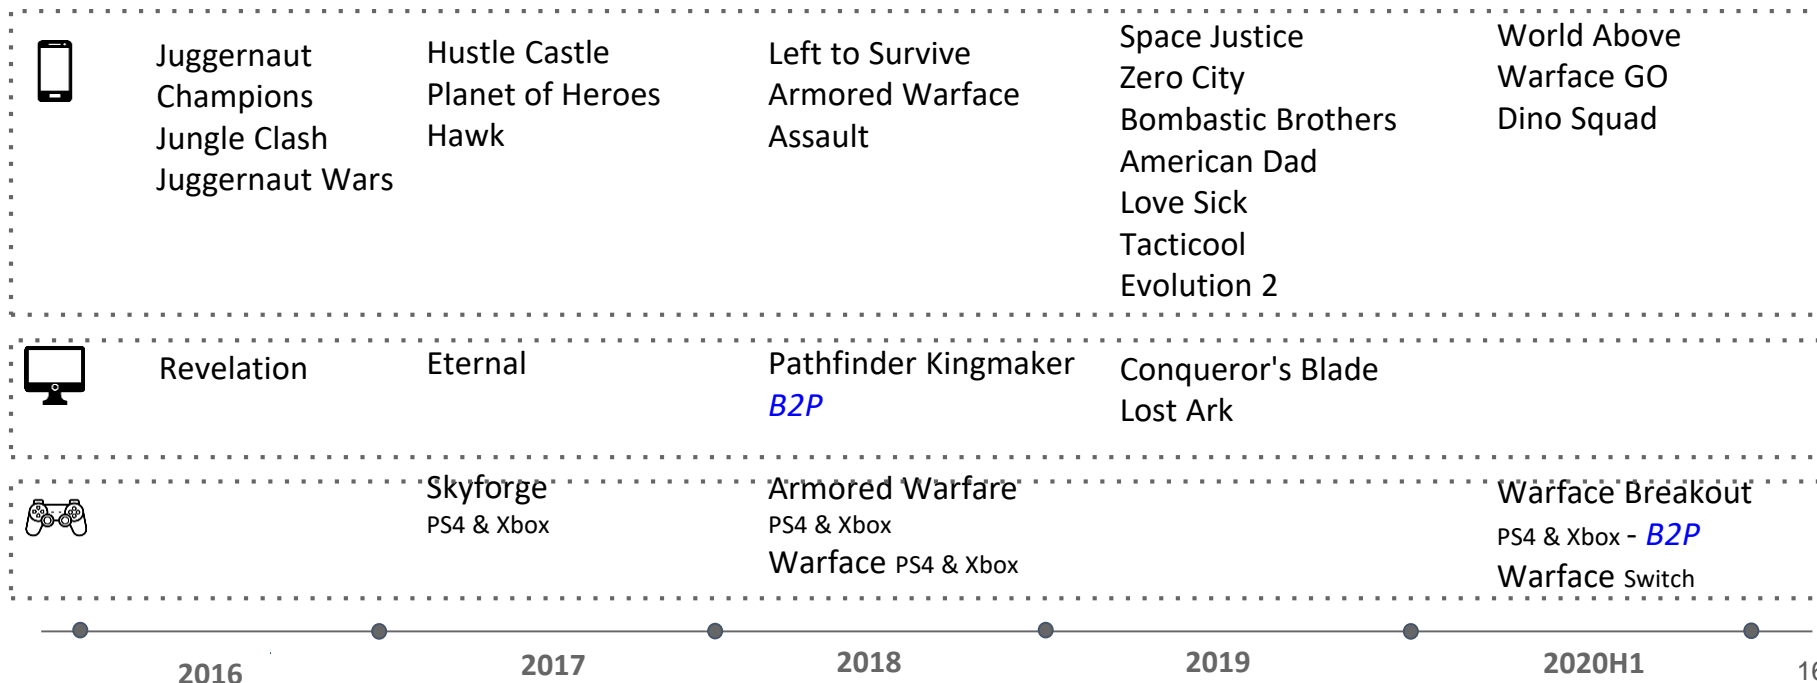 Juggernaut
Champions
Jungle Clash
Juggernaut Wars
Hustle Castle
Planet of Heroes
Hawk
Left to Survive
Armored Warface
Assault
Space Justice
Zero City
Bombastic Brothers
American Dad
Love Sick
Tacticool
Evolution 2
World Above
Warface GO
Dino Squad
Revelation
Eternal
Pathfinder Kingmaker
B2P
Conqueror's Blade
Lost Ark
Skyforge
PS4 & Xbox
Armored Warfare
PS4 & Xbox
Warface PS4 & Xbox
Warface Breakout
PS4 & Xbox - B2P
Warface Switch
2016
2017
2018
2019
2020H1
16